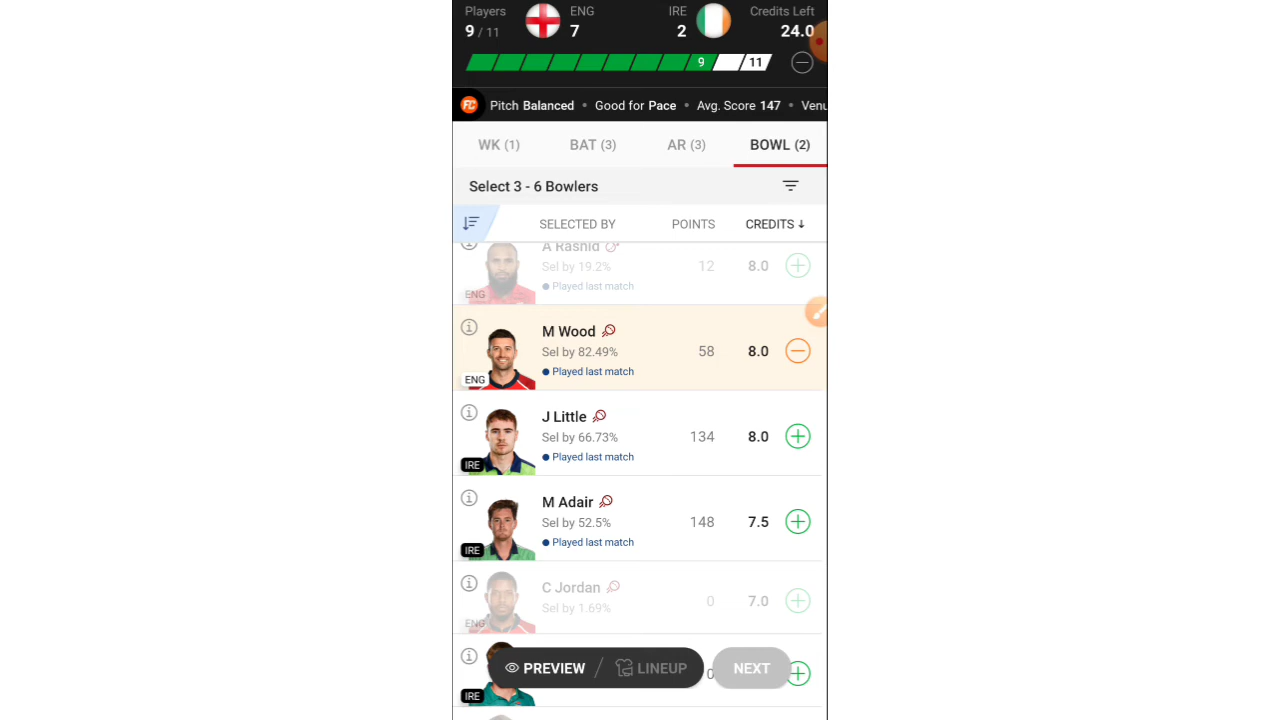 Players ENG IRE Credits Left
9 / 11 7 2 24.0
9 11
FC Pitch Balanced • Good for Pace • Avg. Score 147 • Venu
WK (1) BAT (3) AR (3) BOWL (2)
Select 3 - 6 Bowlers
SELECTED BY POINTS CREDITS ↓
A Rashid
Sel by 19.2% 12 8.0
Played last match
ENG
M Wood
Sel by 82.49% 58 8.0
Played last match
ENG
J Little
Sel by 66.73% 134 8.0
Played last match
IRE
M Adair
Sel by 52.5% 148 7.5
Played last match
IRE
C Jordan
Sel by 1.69% 0 7.0
ENG
PREVIEW / LINEUP 0 NEXT
IRE